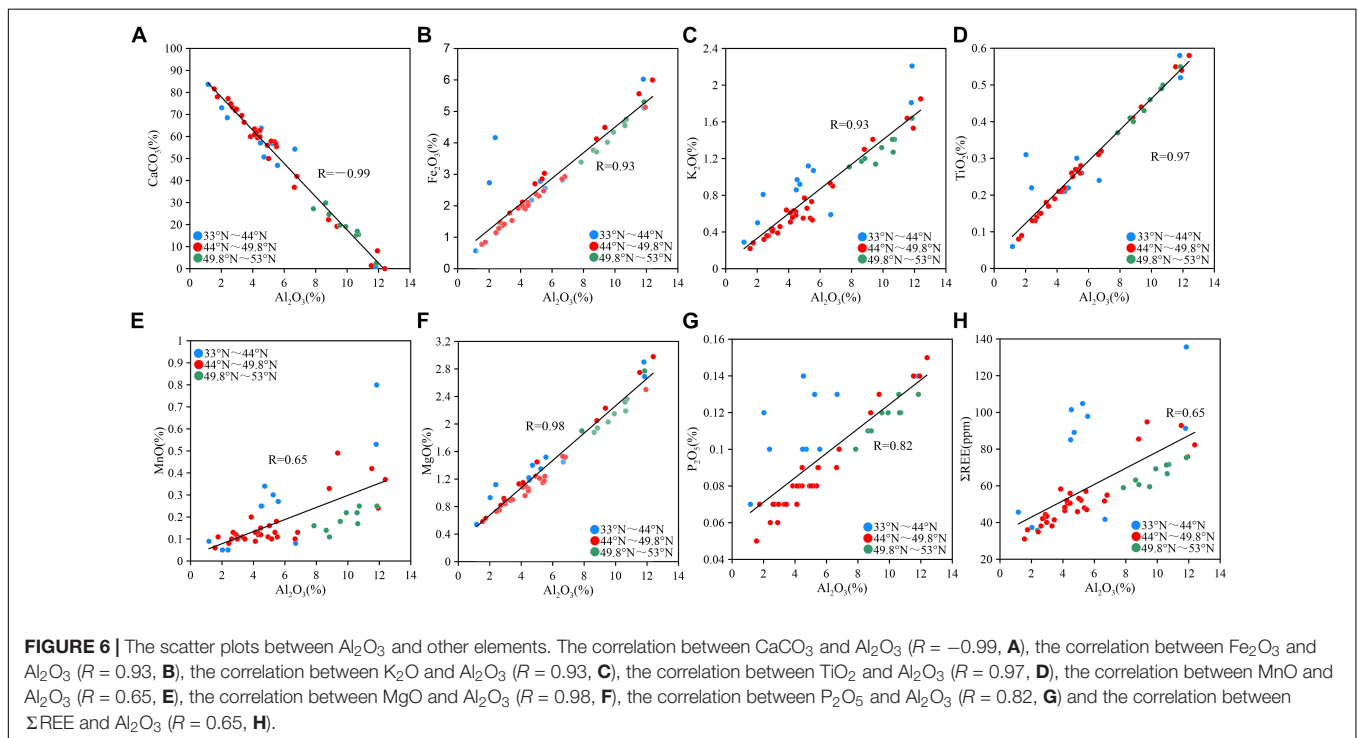 A
B
C
D
100
90
80
70
60
50
40
30
20
10
0
CaCO₃(%)
R=−0.99
33°N～44°N
44°N～49.8°N
49.8°N～53°N
0 2 4 6 8 10 12 14
Al₂O₃(%)
7
6
5
4
3
2
1
0
Fe₂O₃(%)
R=0.93
33°N～44°N
44°N～49.8°N
49.8°N～53°N
0 2 4 6 8 10 12 14
Al₂O₃(%)
2.4
2.0
1.6
1.2
0.8
0.4
0
K₂O(%)
R=0.93
33°N～44°N
44°N～49.8°N
49.8°N～53°N
0 2 4 6 8 10 12 14
Al₂O₃(%)
0.6
0.5
0.4
0.3
0.2
0.1
0
TiO₂(%)
R=0.97
33°N～44°N
44°N～49.8°N
49.8°N～53°N
0 2 4 6 8 10 12 14
Al₂O₃(%)
E
F
G
H
1
0.9
0.8
0.7
0.6
0.5
0.4
0.3
0.2
0.1
0
MnO(%)
33°N～44°N
44°N～49.8°N
49.8°N～53°N
R=0.65
0 2 4 6 8 10 12 14
Al₂O₃(%)
3.2
2.8
2.4
2.0
1.6
1.2
0.8
0.4
0
MgO(%)
R=0.98
33°N～44°N
44°N～49.8°N
49.8°N～53°N
0 2 4 6 8 10 12 14
Al₂O₃(%)
0.16
0.14
0.12
0.10
0.08
0.06
0.04
P₂O₅(%)
R=0.82
33°N～44°N
44°N～49.8°N
49.8°N～53°N
0 2 4 6 8 10 12 14
Al₂O₃(%)
140
120
100
80
60
40
20
ΣREE(ppm)
R=0.65
33°N～44°N
44°N～49.8°N
49.8°N～53°N
0 2 4 6 8 10 12 14
Al₂O₃(%)
FIGURE 6 | The scatter plots between Al₂O₃ and other elements. The correlation between CaCO₃ and Al₂O₃ (R = −0.99, A), the correlation between Fe₂O₃ and
Al₂O₃ (R = 0.93, B), the correlation between K₂O and Al₂O₃ (R = 0.93, C), the correlation between TiO₂ and Al₂O₃ (R = 0.97, D), the correlation between MnO and
Al₂O₃ (R = 0.65, E), the correlation between MgO and Al₂O₃ (R = 0.98, F), the correlation between P₂O₅ and Al₂O₃ (R = 0.82, G) and the correlation between
ΣREE and Al₂O₃ (R = 0.65, H).